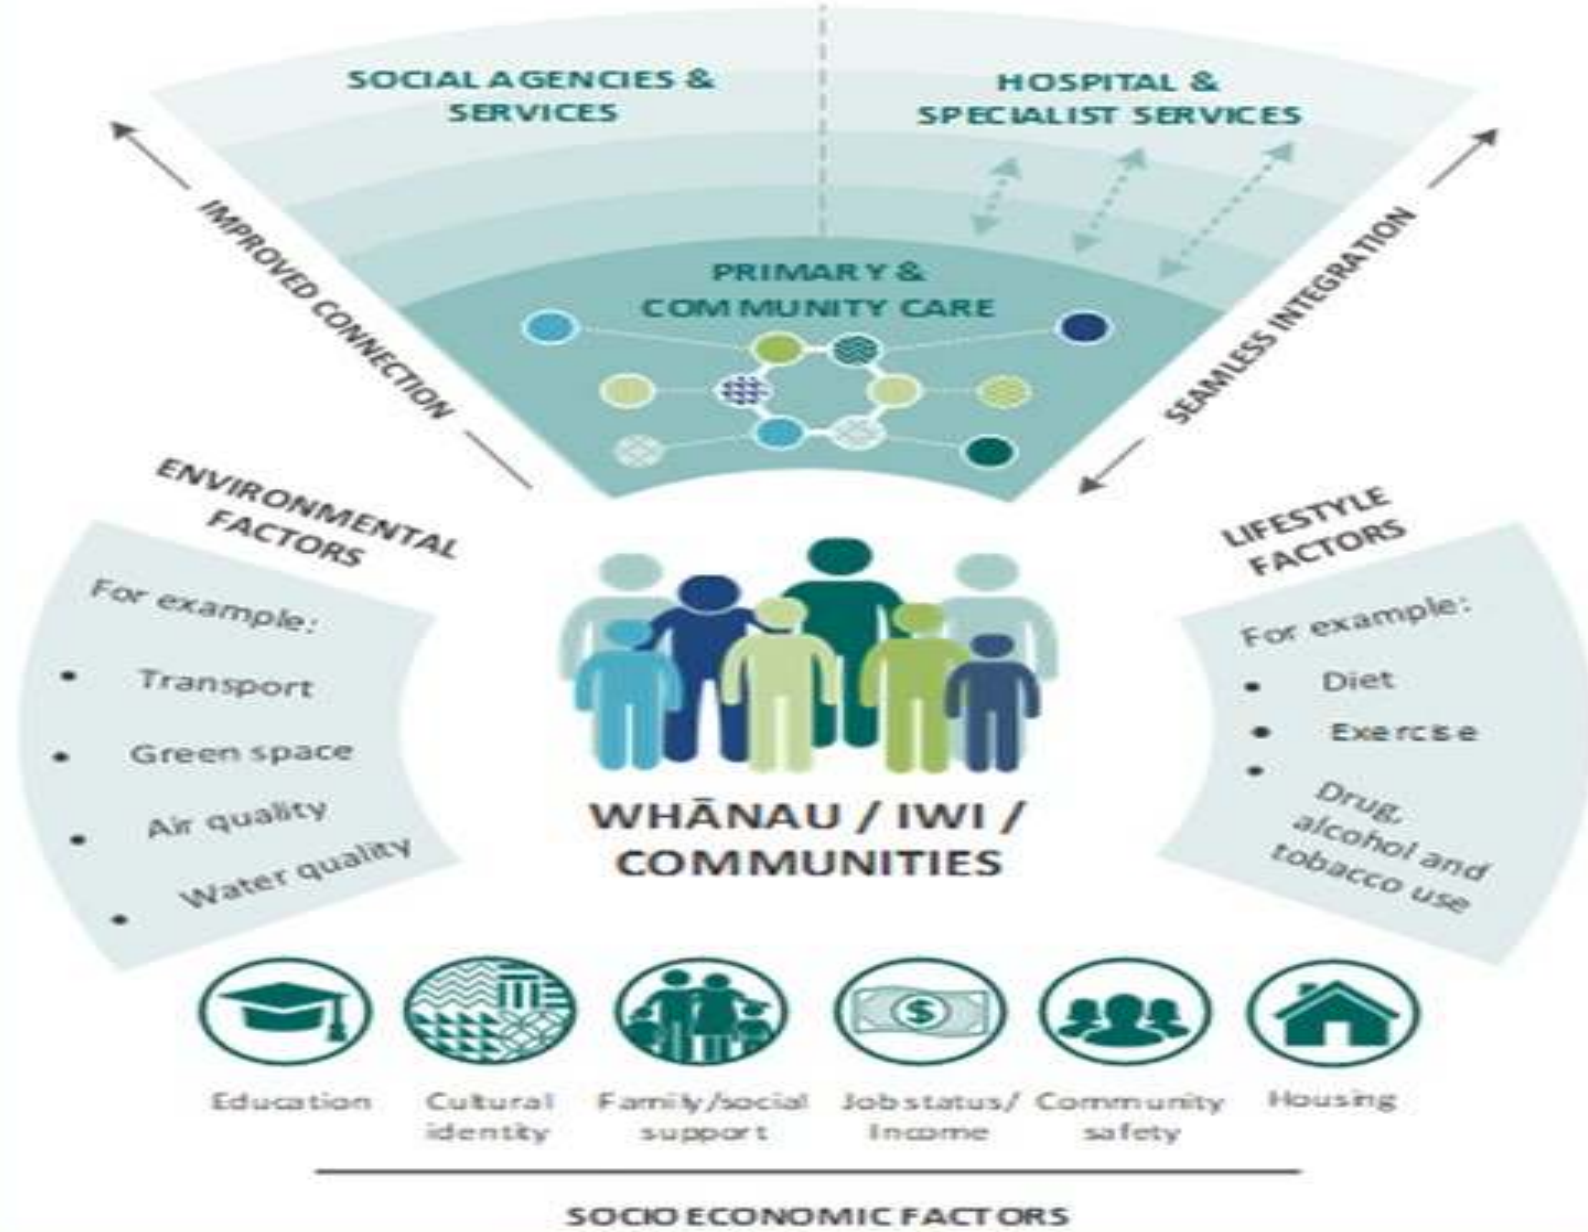 SOCIAL AGENCIES &
SERVICES
HOSPITAL &
SPECIALIST SERVICES
IMPROVED CONNECTION
SEAMLESS INTEGRATION
PRIMARY &
COMMUNITY CARE
ENVIRONMENTAL
FACTORS
For example:
• Transport
• Green space
• Air quality
• Water quality
LIFESTYLE
FACTORS
For example:
• Diet
• Exercise
• Drug,
alcohol and
tobacco use
WHĀNAU / IWI /
COMMUNITIES
$
Education
Cultural
identity
Family/social
support
Job status/
Income
Community
safety
Housing
SOCIO ECONOMIC FACTORS